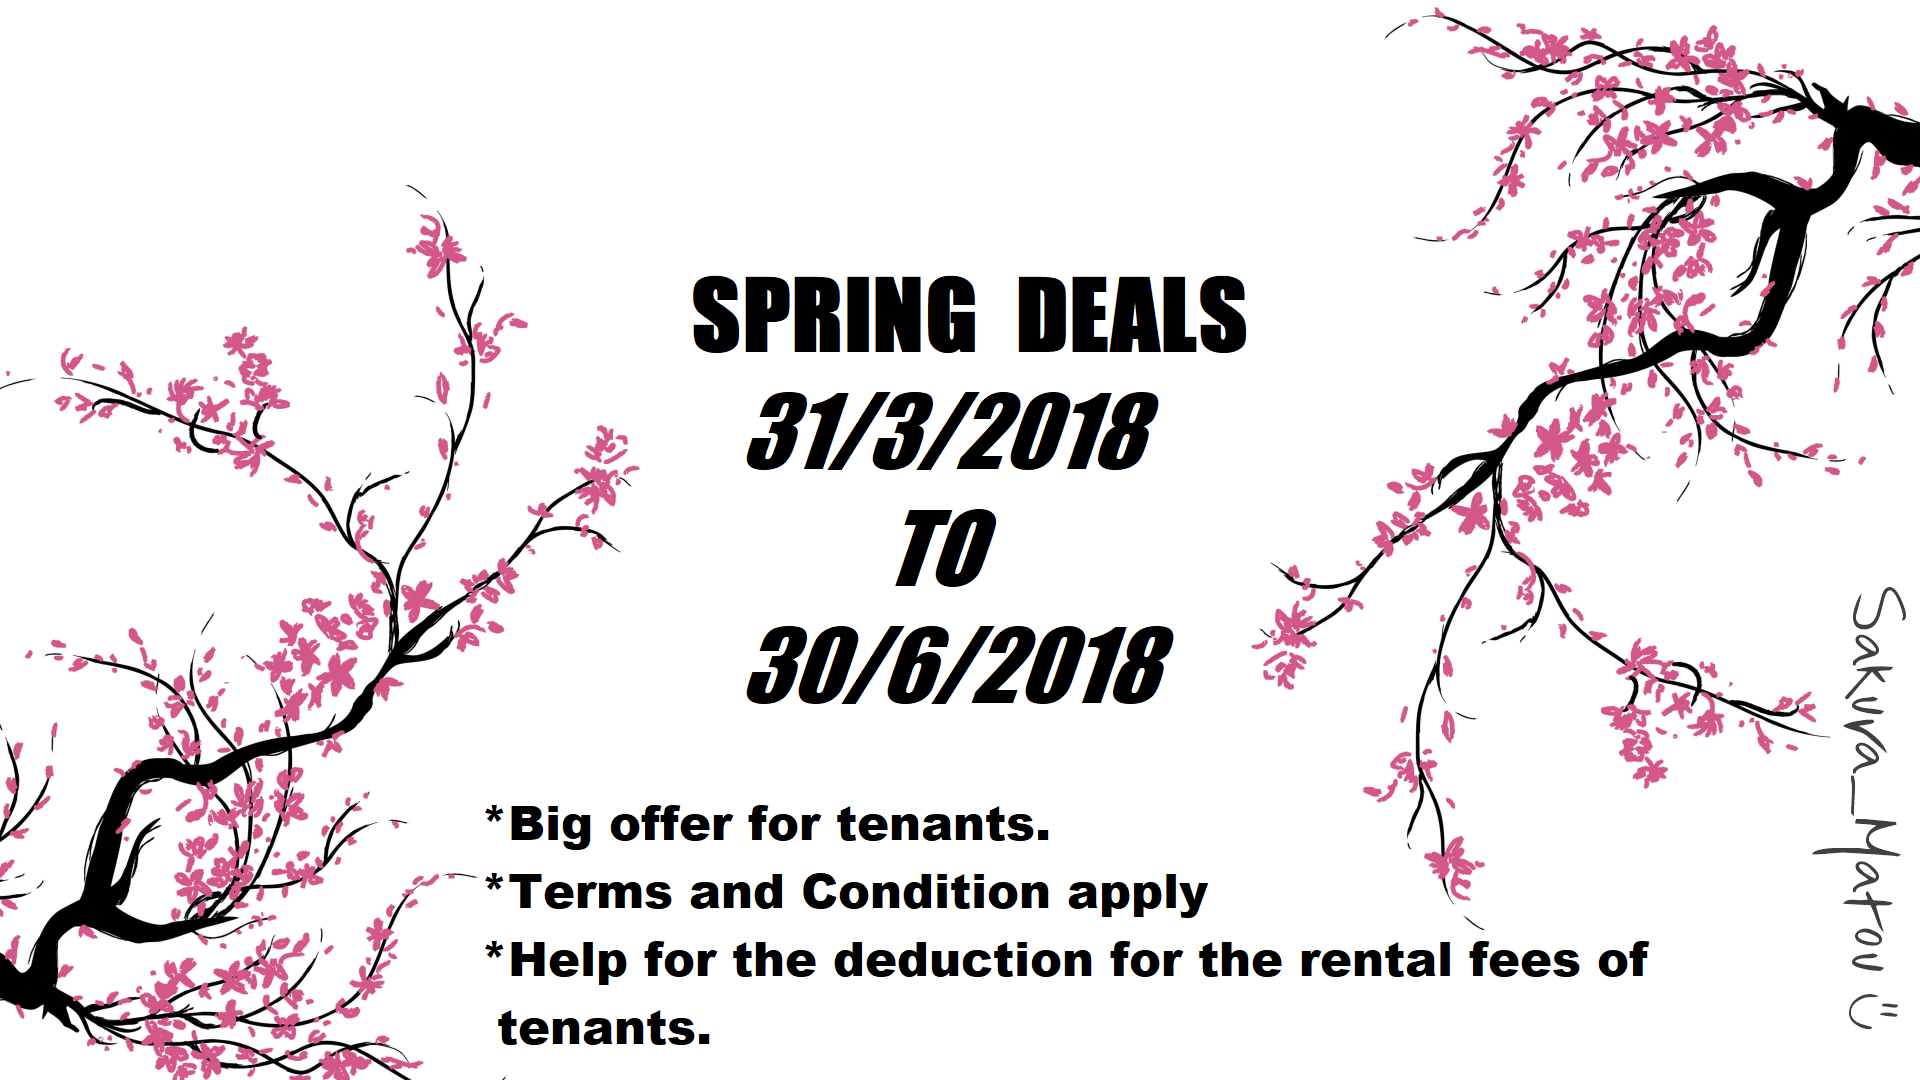 SPRING DEALS
31/3/2018
TO
30/6/2018
*Big offer for tenants.
*Terms and Condition apply
*Help for the deduction for the rental fees of
tenants.
Sakura_Matou :)